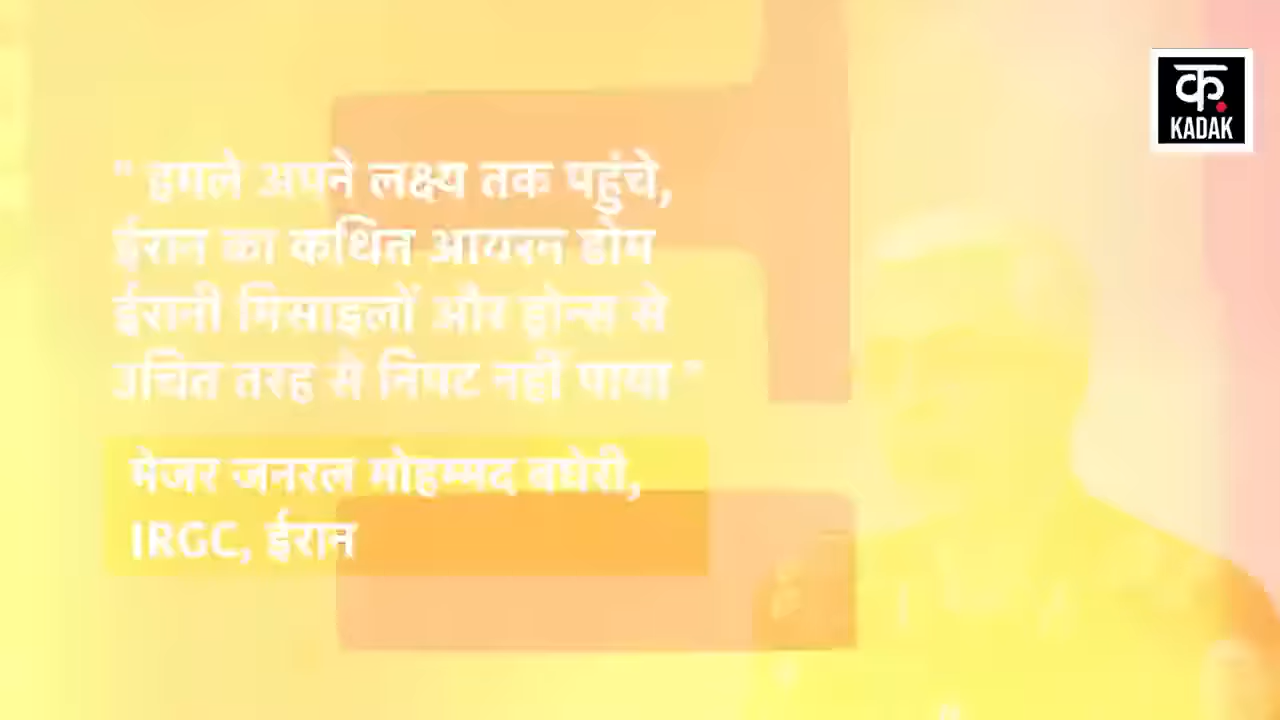 क.
KADAK
" हमले अपने लक्ष्य तक पहुंचे,
ईरान का कथित आयरन डोम
ईरानी मिसाइलों और ड्रोन्स से
उचित तरह से निपट नहीं पाया "
मेजर जनरल मोहम्मद बघेरी,
IRGC, ईरान